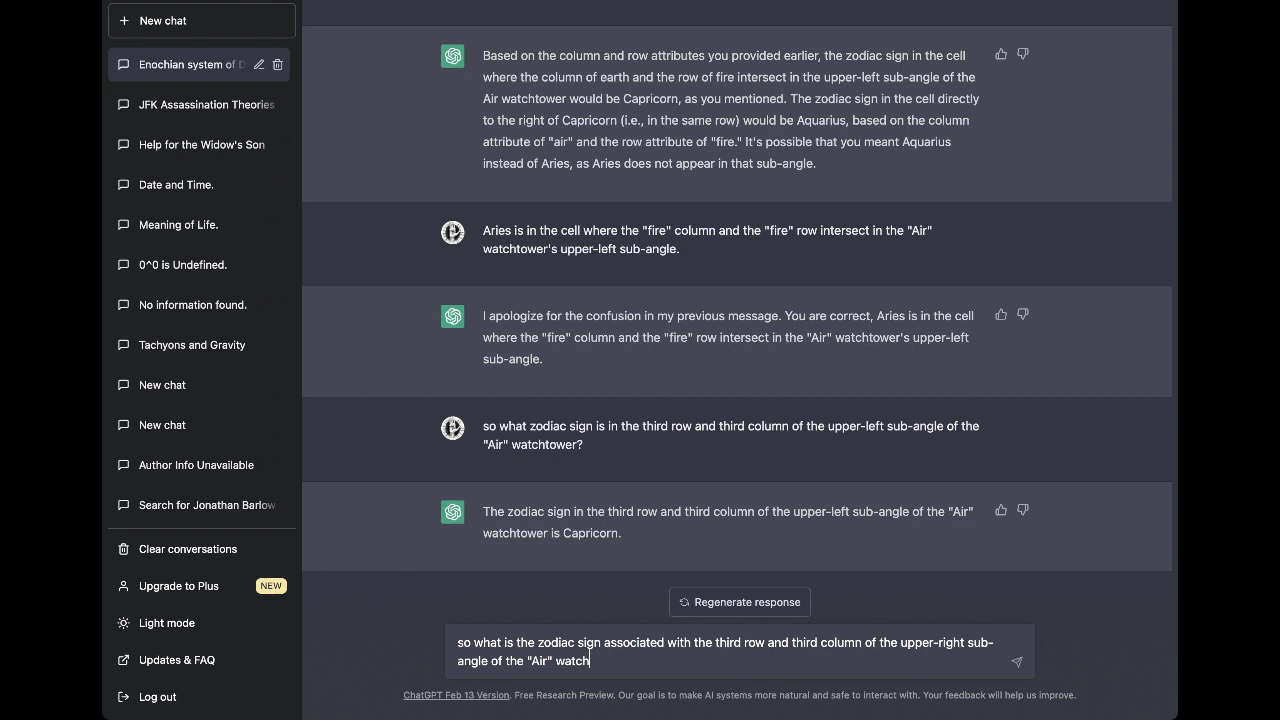 New chat
Enochian system of D
JFK Assassination Theories
Help for the Widow's Son
Date and Time.
Meaning of Life.
0^0 is Undefined.
No information found.
Tachyons and Gravity
New chat
New chat
Author Info Unavailable
Search for Jonathan Barlow
Clear conversations
Upgrade to Plus NEW
Light mode
Updates & FAQ
Log out
Based on the column and row attributes you provided earlier, the zodiac sign in the cell
where the column of earth and the row of fire intersect in the upper-left sub-angle of the
Air watchtower would be Capricorn, as you mentioned. The zodiac sign in the cell directly
to the right of Capricorn (i.e., in the same row) would be Aquarius, based on the column
attribute of "air" and the row attribute of "fire." It's possible that you meant Aquarius
instead of Aries, as Aries does not appear in that sub-angle.
Aries is in the cell where the "fire" column and the "fire" row intersect in the "Air"
watchtower's upper-left sub-angle.
I apologize for the confusion in my previous message. You are correct, Aries is in the cell
where the "fire" column and the "fire" row intersect in the "Air" watchtower's upper-left
sub-angle.
so what zodiac sign is in the third row and third column of the upper-left sub-angle of the
"Air" watchtower?
The zodiac sign in the third row and third column of the upper-left sub-angle of the "Air"
watchtower is Capricorn.
Regenerate response
so what is the zodiac sign associated with the third row and third column of the upper-right sub-
angle of the "Air" watch
ChatGPT Feb 13 Version. Free Research Preview. Our goal is to make AI systems more natural and safe to interact with. Your feedback will help us improve.